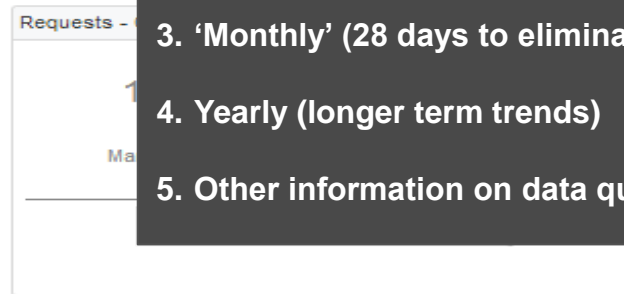 Requests -
3. ‘Monthly’ (28 days to elimina
1
4. Yearly (longer term trends)
Ma
5. Other information on data qu